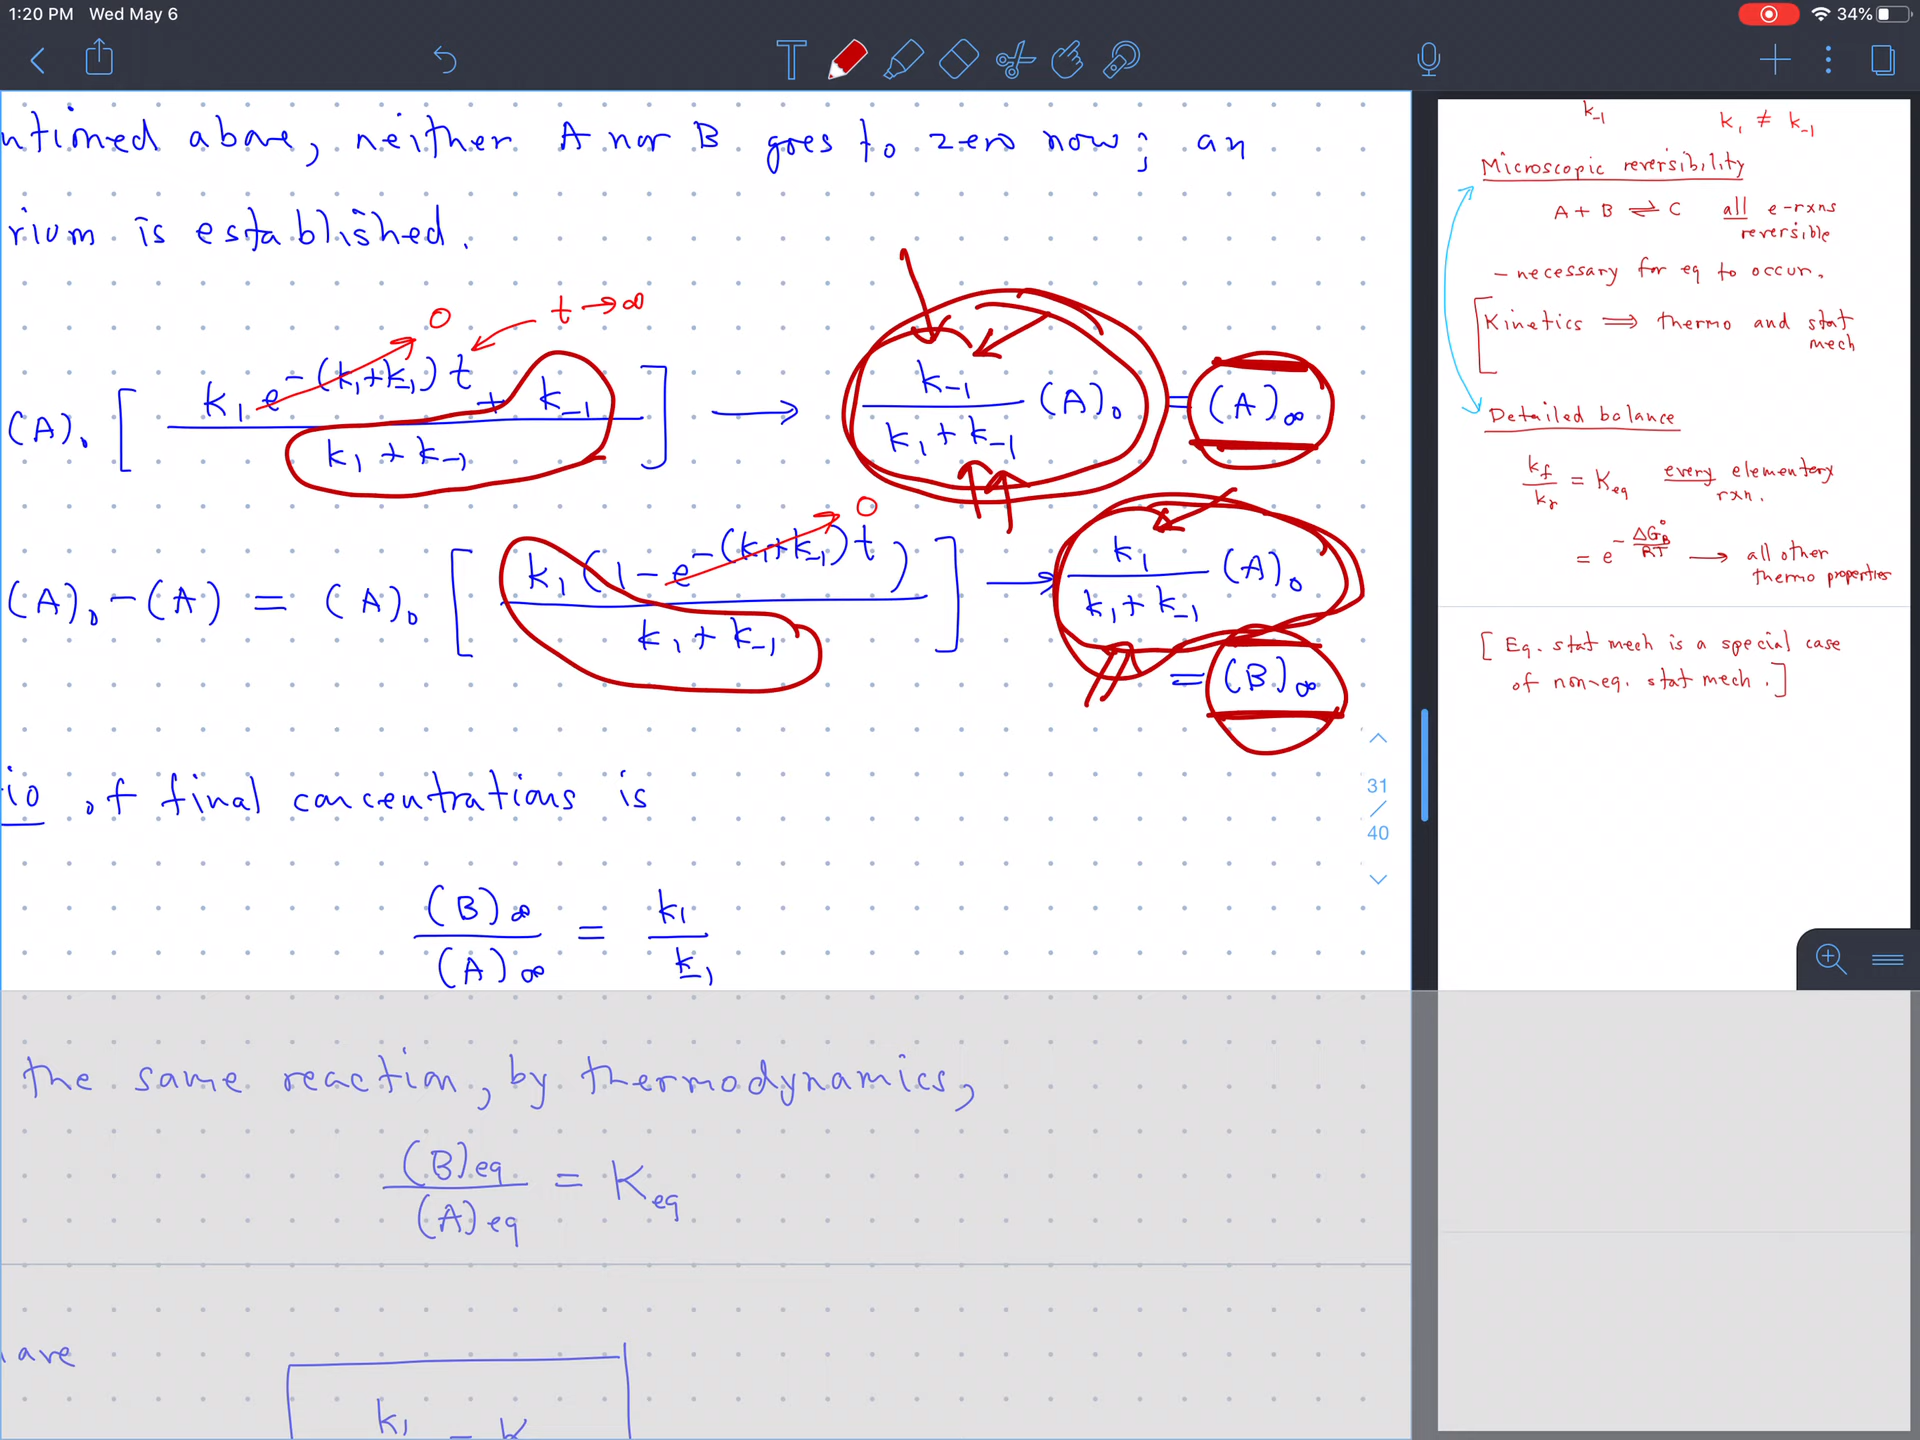 1:20 PM Wed May 6
34%
T
ntioned above, neither A nor B goes to zero now; an
rium is established.
0
t → ∞
(A)₀ [ (k₁ e^(-(k₁+k₋₁)t) + k₋₁) / (k₁ + k₋₁) ] → k₋₁ / (k₁ + k₋₁) (A)₀ = (A)∞
0
(A)₀ - (A) = (A)₀ [ k₁ (1 - e^(-(k₁+k₋₁)t)) / (k₁ + k₋₁) ] → k₁ / (k₁ + k₋₁) (A)₀
= (B)∞
io of final concentrations is
(B)∞ / (A)∞ = k₁ / k₋₁
the same reaction, by thermodynamics,
(B)eq / (A)eq = Keq
ave
k₁ = K
31
/
40
k₋₁ k₁ ≠ k₋₁
Microscopic reversibility
A + B ⇌ C all e-rxns
reversible
- necessary for eq to occur.
[Kinetics ⇒ thermo and stat
mech
Detailed balance
kf / kr = Keq every elementery
rxn.
= e^(-ΔG°R/RT) → all other
thermo properties
[ Eq. stat mech is a special case
of non-eq. stat mech.]